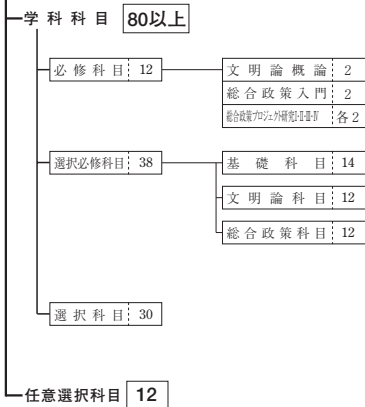 学科科目 80以上
必修科目 12
文明論概論 2
総合政策入門 2
総合政策プロジェクト研究I・II・III・IV 各2
選択必修科目 38
基礎科目 14
文明論科目 12
総合政策科目 12
選択科目 30
任意選択科目 12